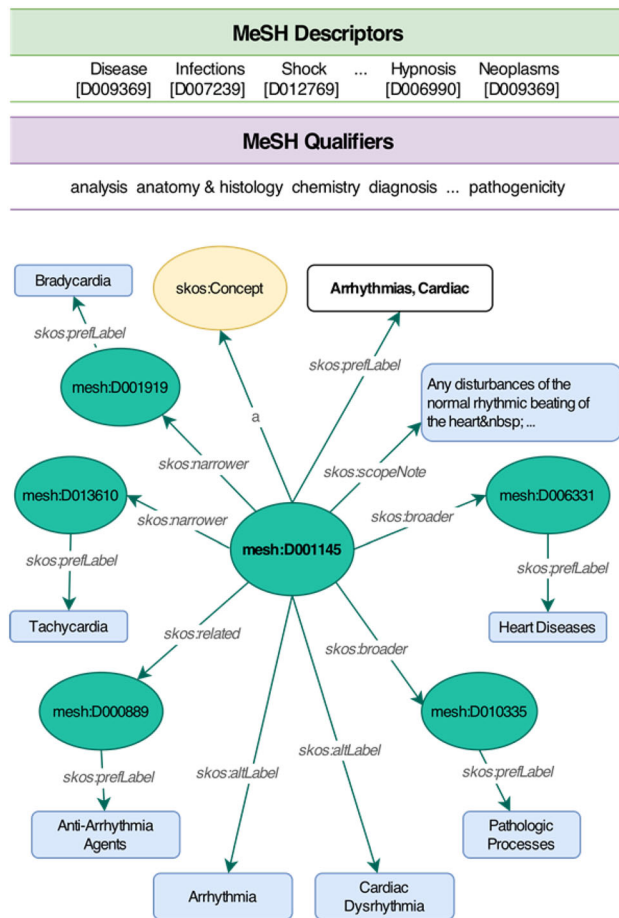 MeSH Descriptors
Disease Infections Shock ... Hypnosis Neoplasms
[D009369] [D007239] [D012769] [D006990] [D009369]
MeSH Qualifiers
analysis anatomy & histology chemistry diagnosis ... pathogenicity
Bradycardia
skos:Concept
Arrhythmias, Cardiac
skos:prefLabel
skos:prefLabel
mesh:D001919
a
Any disturbances of the
normal rhythmic beating of
the heart&nbsp; ...
skos:narrower
skos:scopeNote
mesh:D013610
skos:narrower
skos:broader
mesh:D006331
mesh:D001145
skos:prefLabel
skos:prefLabel
Tachycardia
skos:related
skos:broader
Heart Diseases
mesh:D000889
mesh:D010335
skos:prefLabel
skos:altLabel
skos:altLabel
skos:prefLabel
Anti-Arrhythmia
Agents
Pathologic
Processes
Arrhythmia
Cardiac
Dysrhythmia